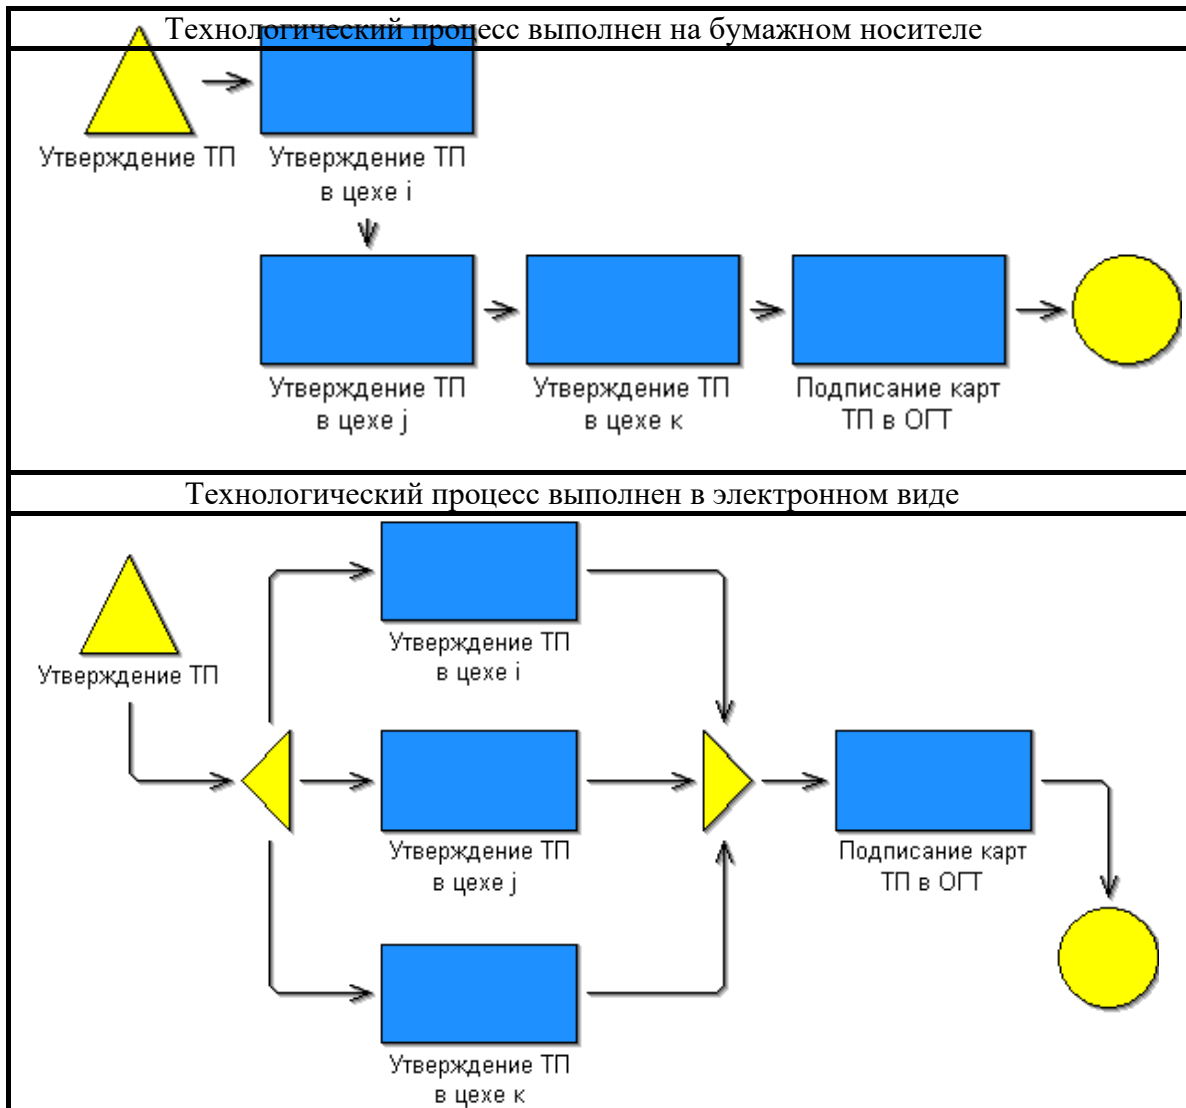 Технологический процесс выполнен на бумажном носителе
Утверждение ТП
Утверждение ТП
в цехе i
Утверждение ТП
в цехе j
Утверждение ТП
в цехе к
Подписание карт
ТП в ОГТ
Технологический процесс выполнен в электронном виде
Утверждение ТП
Утверждение ТП
в цехе i
Утверждение ТП
в цехе j
Подписание карт
ТП в ОГТ
Утверждение ТП
в цехе к